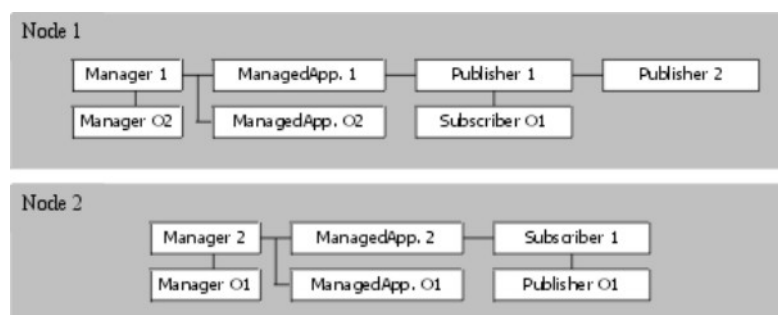 Node 1
Manager 1 ManagedApp. 1 Publisher 1 Publisher 2
Manager O2 ManagedApp. O2 Subscriber O1
Node 2
Manager 2 ManagedApp. 2 Subscriber 1
Manager O1 ManagedApp. O1 Publisher O1